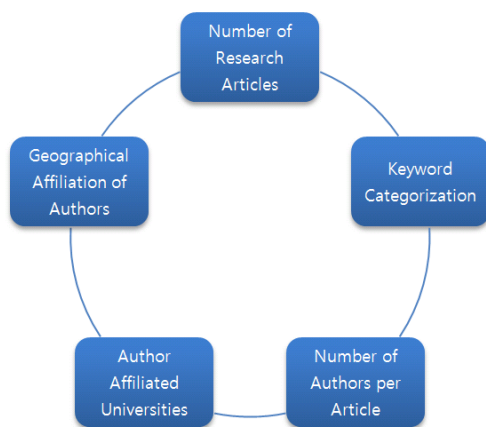 Number of
Research
Articles
Keyword
Categorization
Number of
Authors per
Article
Author
Affiliated
Universities
Geographical
Affiliation of
Authors